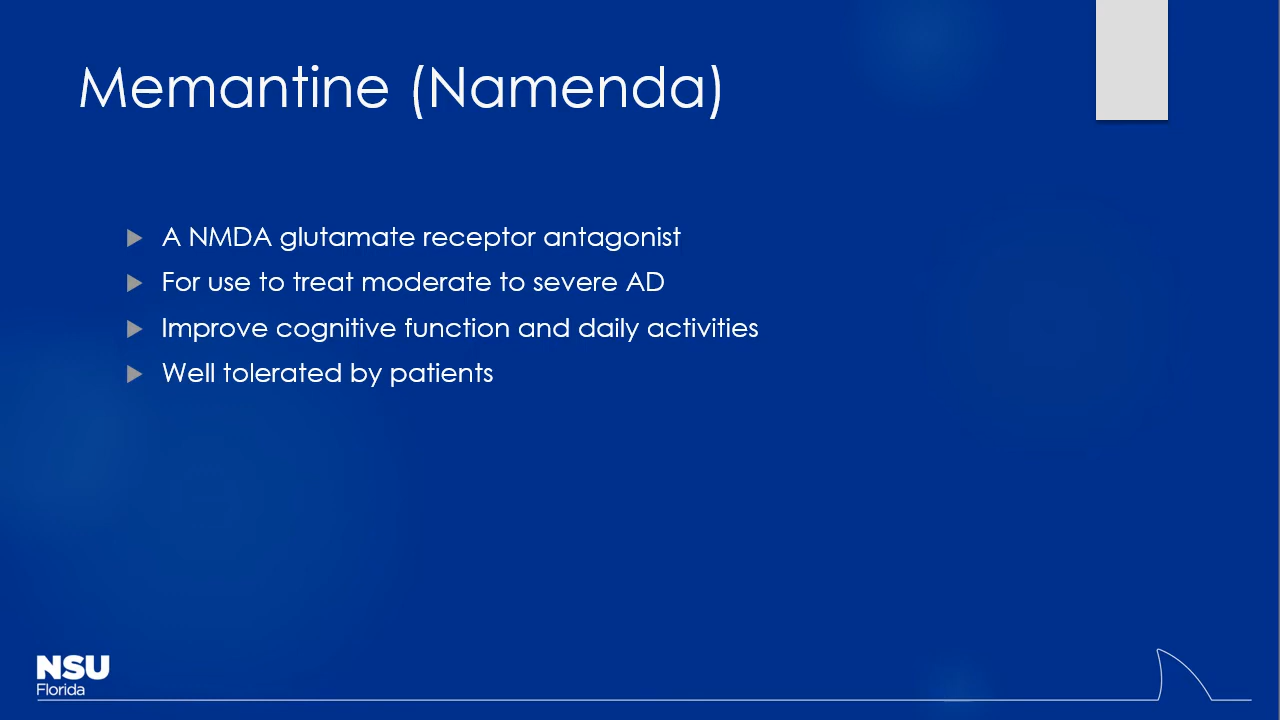 Memantine (Namenda)
A NMDA glutamate receptor antagonist
For use to treat moderate to severe AD
Improve cognitive function and daily activities
Well tolerated by patients
NSU
Florida